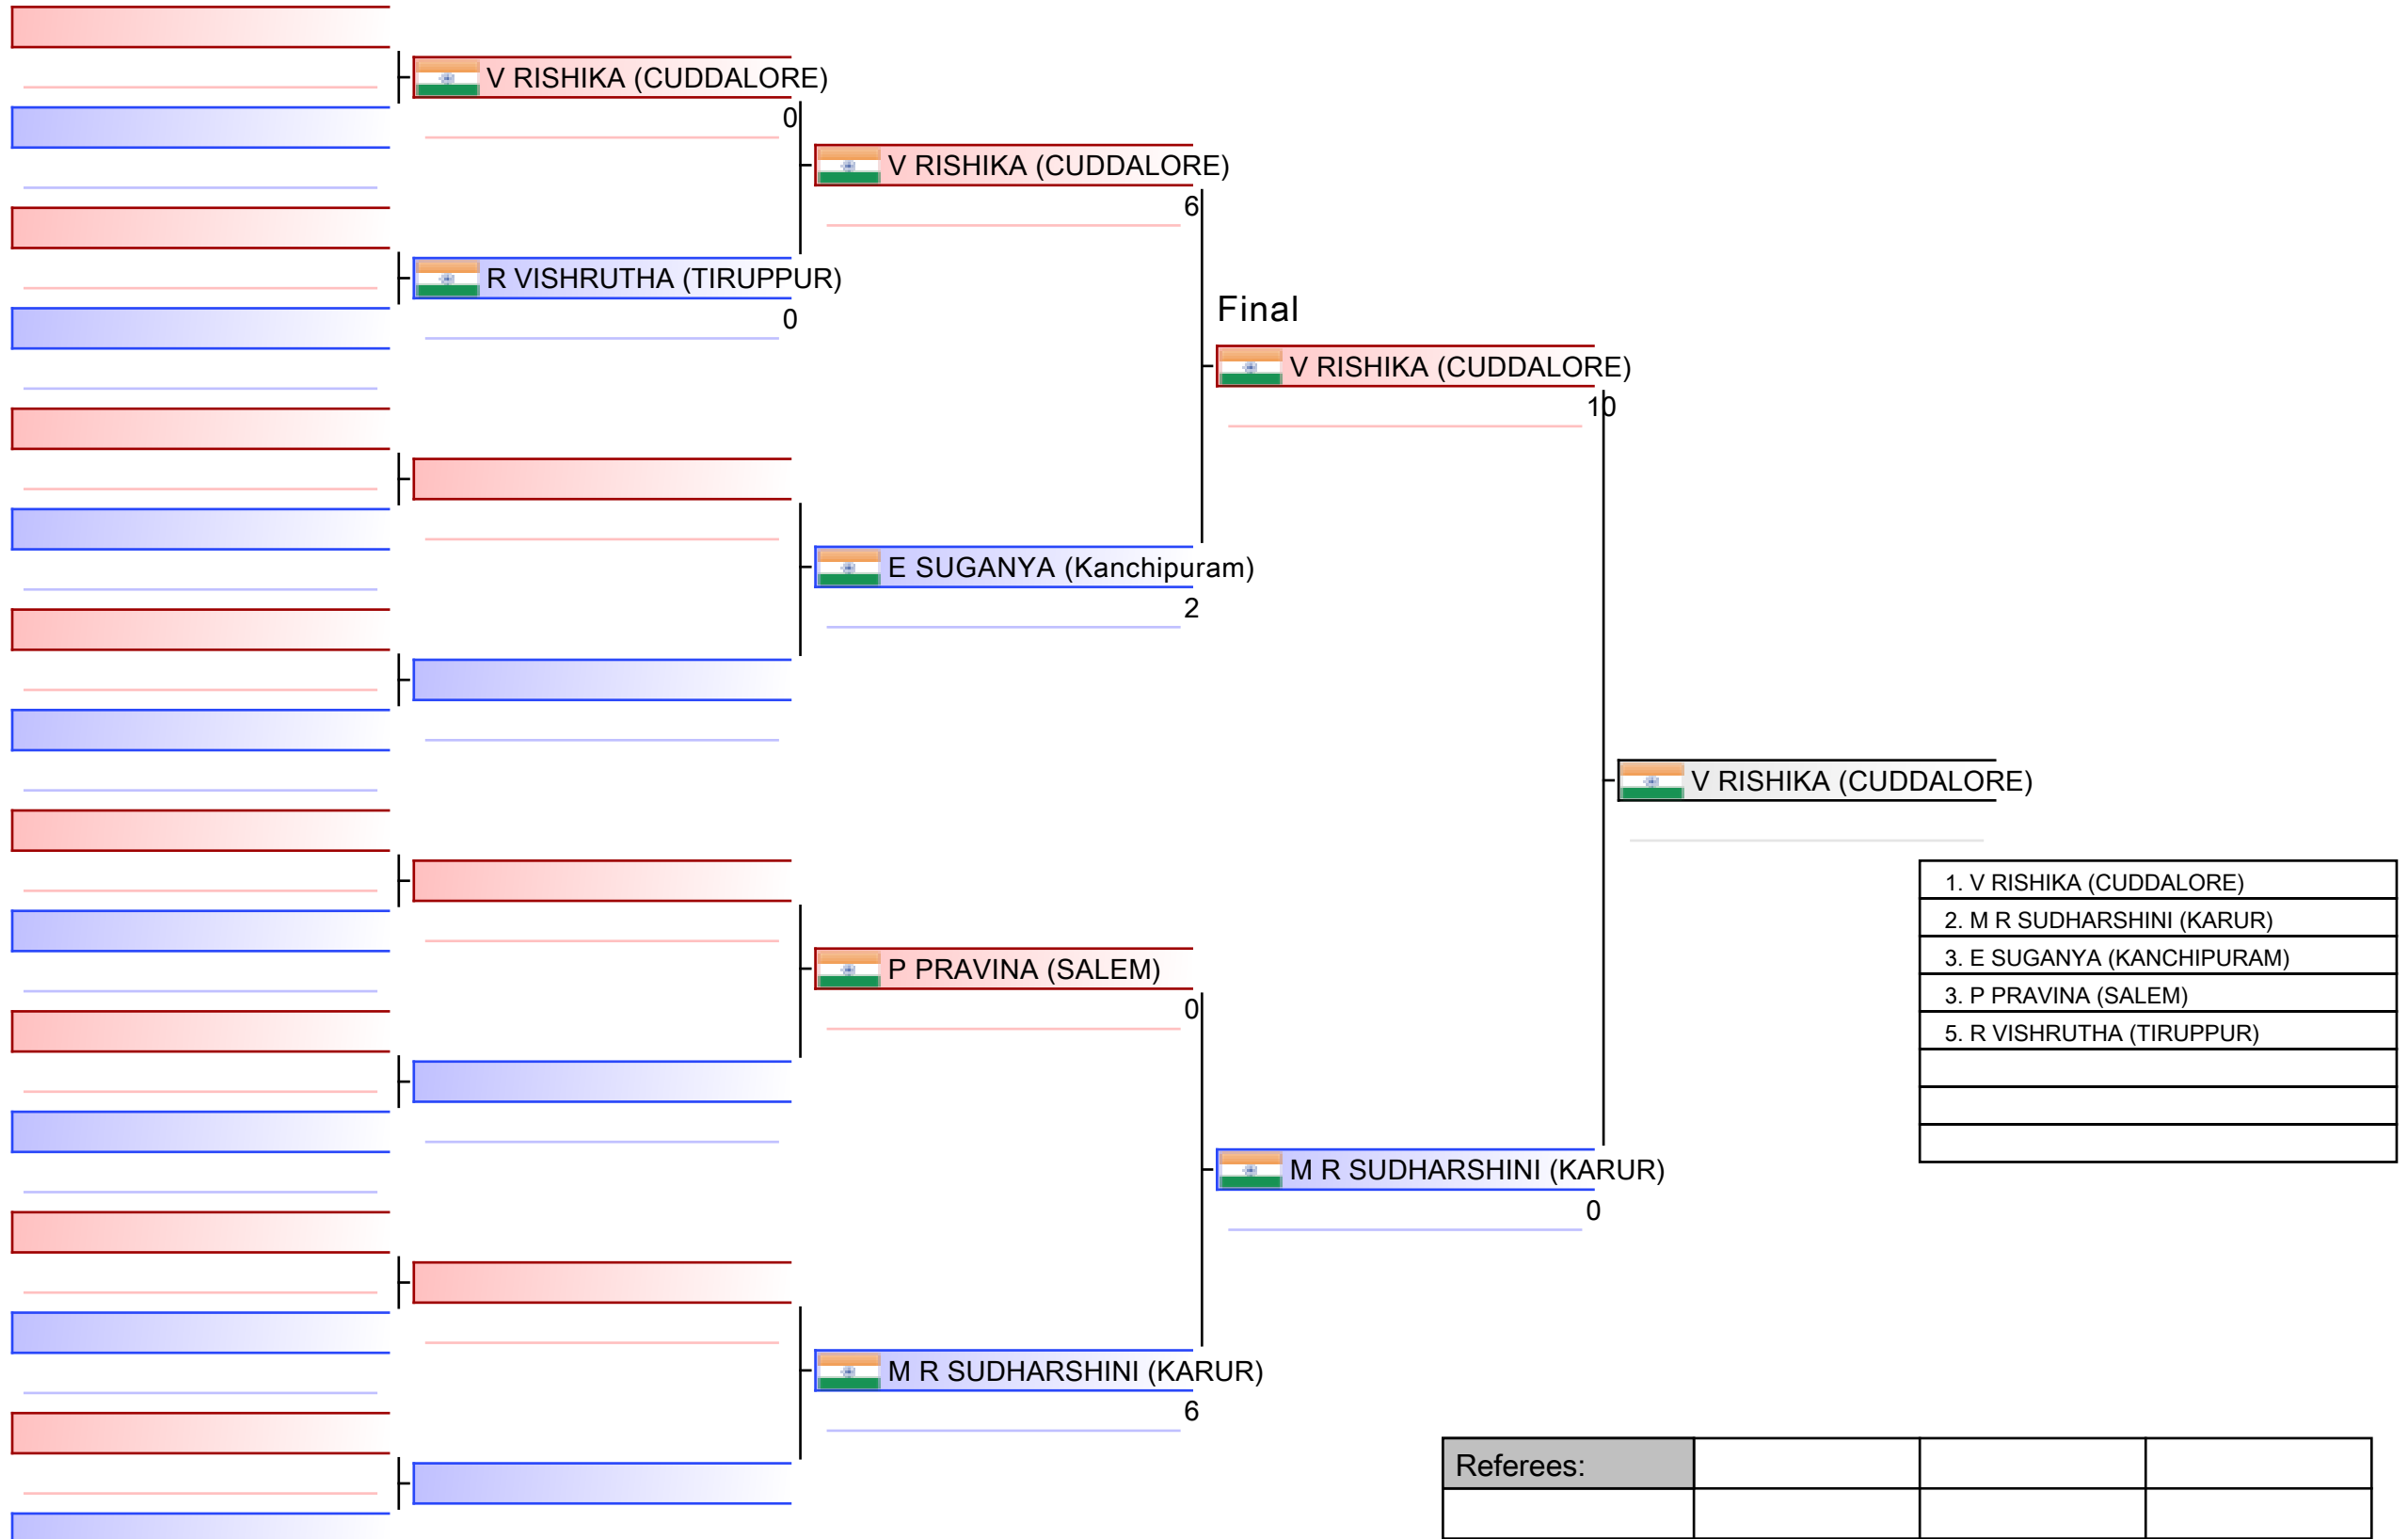 V RISHIKA (CUDDALORE)
0
R VISHRUTHA (TIRUPPUR)
0
V RISHIKA (CUDDALORE)
6
E SUGANYA (Kanchipuram)
2
P PRAVINA (SALEM)
0
M R SUDHARSHINI (KARUR)
6
Final
V RISHIKA (CUDDALORE)
10
M R SUDHARSHINI (KARUR)
0
V RISHIKA (CUDDALORE)
1. V RISHIKA (CUDDALORE)
2. M R SUDHARSHINI (KARUR)
3. E SUGANYA (KANCHIPURAM)
3. P PRAVINA (SALEM)
5. R VISHRUTHA (TIRUPPUR)
Referees: